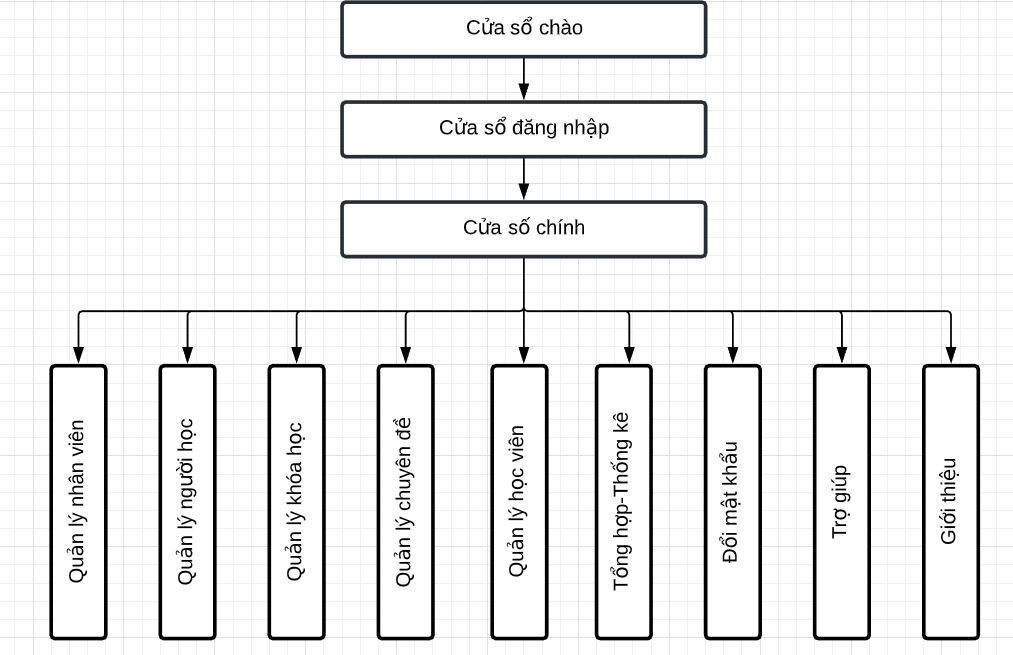 Cửa sổ chào
Cửa sổ đăng nhập
Cửa số chính
Quản lý nhân viên
Quản lý người học
Quản lý khóa học
Quản lý chuyên đề
Quản lý học viên
Tổng hợp-Thống kê
Đổi mật khẩu
Trợ giúp
Giới thiệu